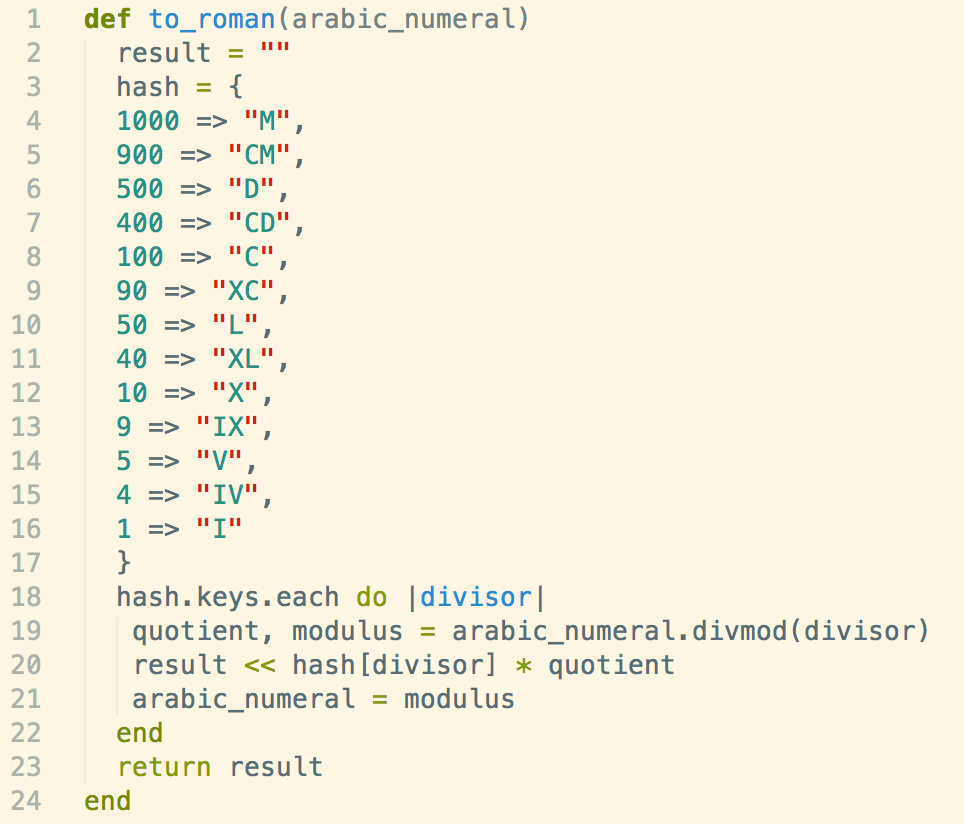 1 def to_roman(arabic_numeral)
2 result = ""
3 hash = {
4 1000 => "M",
5 900 => "CM",
6 500 => "D",
7 400 => "CD",
8 100 => "C",
9 90 => "XC",
10 50 => "L",
11 40 => "XL",
12 10 => "X",
13 9 => "IX",
14 5 => "V",
15 4 => "IV",
16 1 => "I"
17 }
18 hash.keys.each do |divisor|
19 quotient, modulus = arabic_numeral.divmod(divisor)
20 result << hash[divisor] * quotient
21 arabic_numeral = modulus
22 end
23 return result
24 end